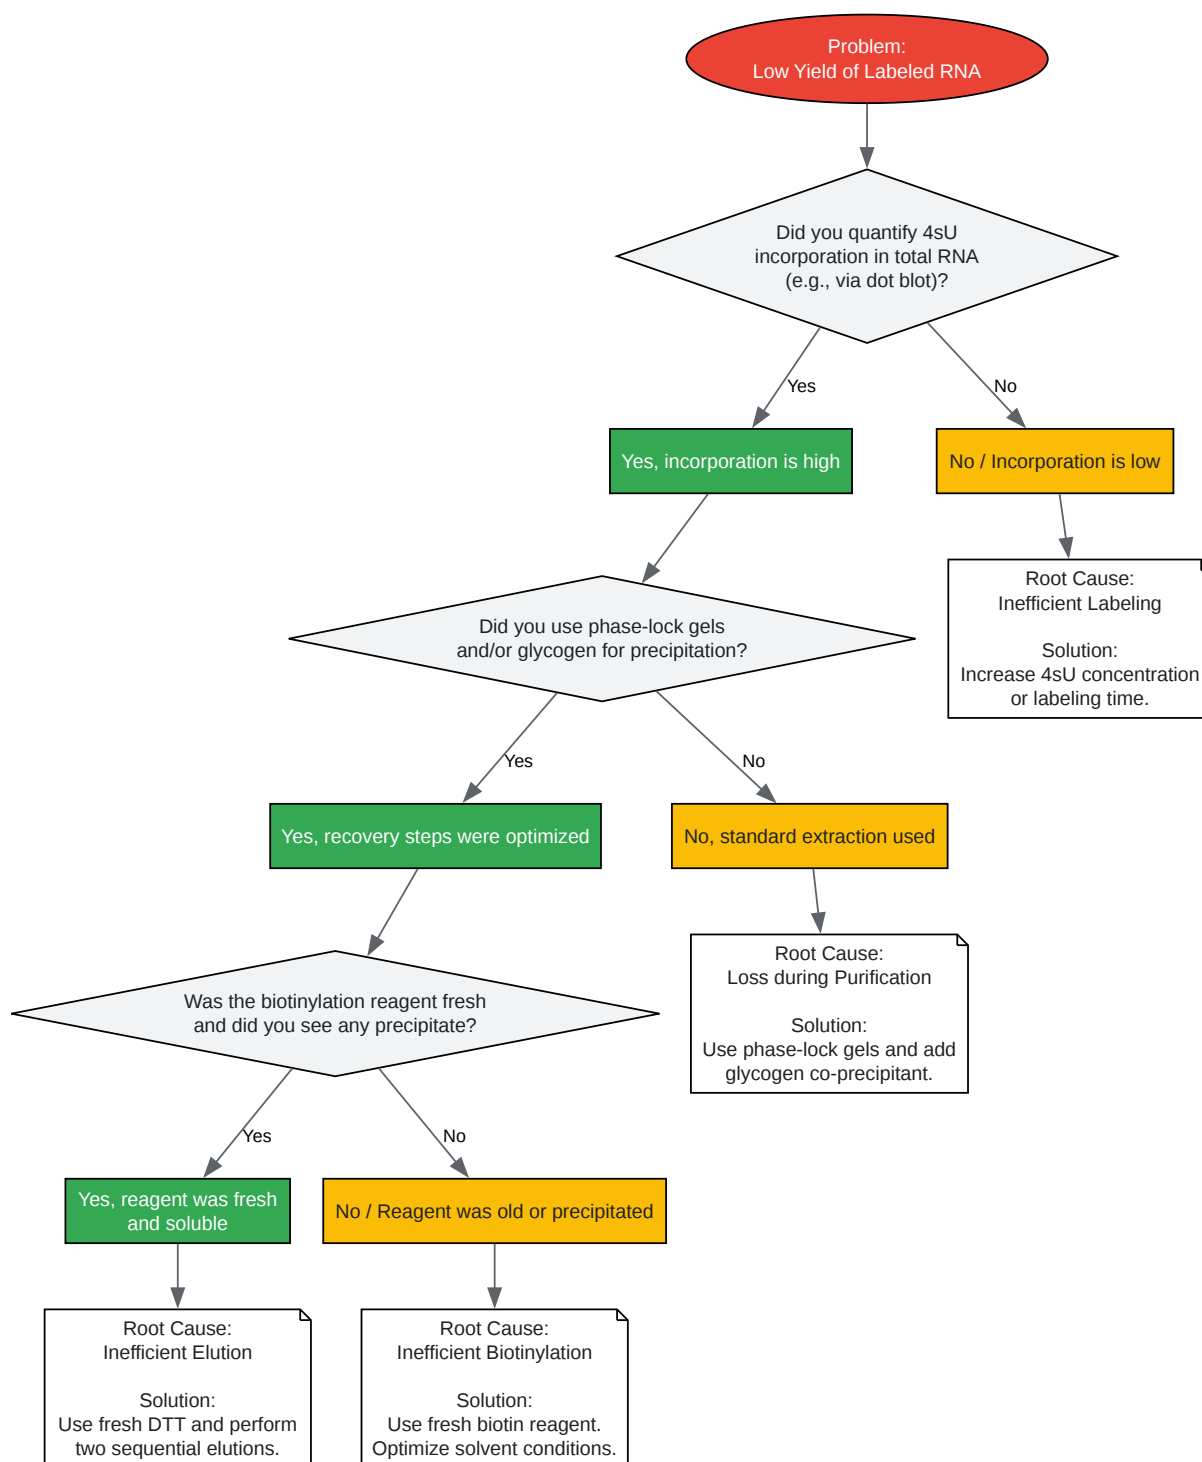 Problem:
Low Yield of Labeled RNA
Did you quantify 4sU
incorporation in total RNA
(e.g., via dot blot)?
Yes
No
Yes, incorporation is high
No / Incorporation is low
Root Cause:
Inefficient Labeling
Solution:
Increase 4sU concentration
or labeling time.
Did you use phase-lock gels
and/or glycogen for precipitation?
Yes
No
Yes, recovery steps were optimized
No, standard extraction used
Root Cause:
Loss during Purification
Solution:
Use phase-lock gels and add
glycogen co-precipitant.
Was the biotinylation reagent fresh
and did you see any precipitate?
Yes
No
Yes, reagent was fresh
and soluble
No / Reagent was old or precipitated
Root Cause:
Inefficient Elution
Solution:
Use fresh DTT and perform
two sequential elutions.
Root Cause:
Inefficient Biotinylation
Solution:
Use fresh biotin reagent.
Optimize solvent conditions.